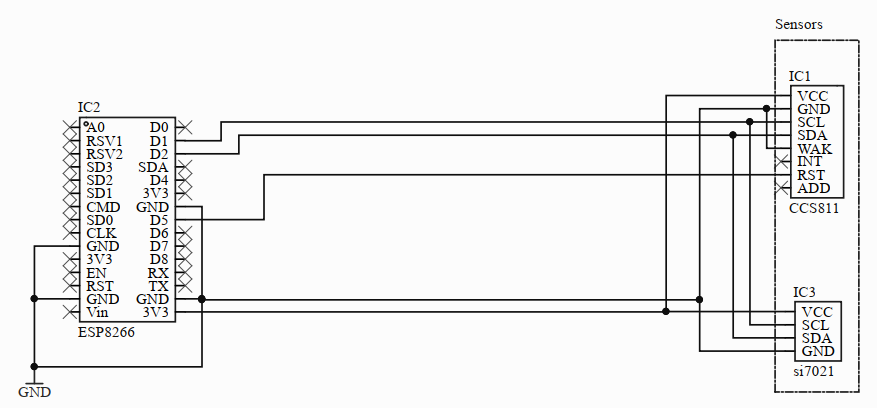 Sensors
IC1
VCC
GND
SCL
SDA
WAK
INT
RST
ADD
CCS811
IC2
A0 D0
RSV1 D1
RSV2 D2
SD3 SDA
SD2 D4
SD1 3V3
CMD GND
SD0 D5
CLK D6
GND D7
3V3 D8
EN RX
RST TX
GND GND
Vin 3V3
ESP8266
GND
IC3
VCC
SCL
SDA
GND
si7021